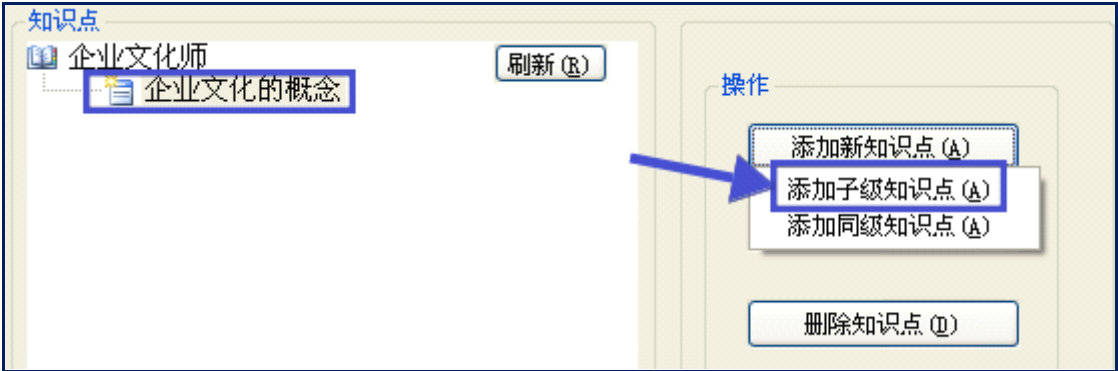 知识点
企业文化师
刷新(R)
企业文化的概念
操作
添加新知识点(A)
添加子级知识点(A)
添加同级知识点(A)
删除知识点(D)